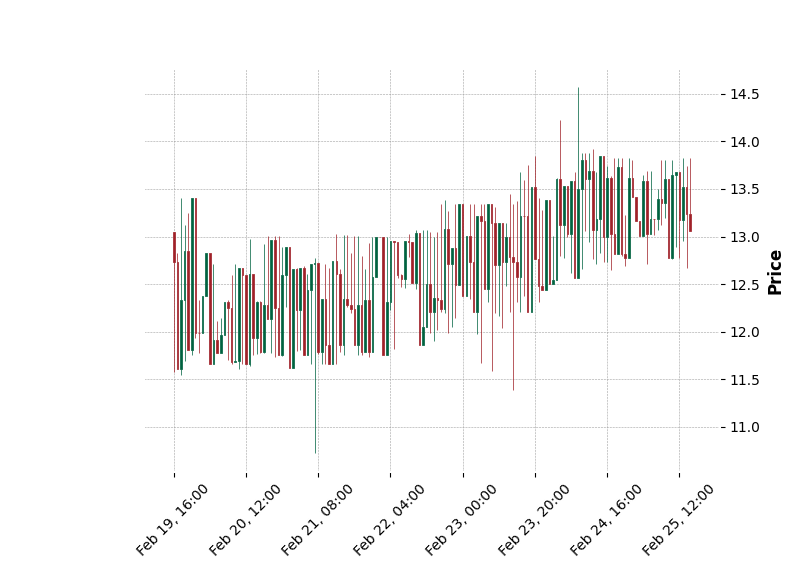 14.5
14.0
13.5
13.0
12.5
12.0
11.5
11.0
Price
Feb 19, 16:00
Feb 20, 12:00
Feb 21, 08:00
Feb 22, 04:00
Feb 23, 00:00
Feb 23, 20:00
Feb 24, 16:00
Feb 25, 12:00